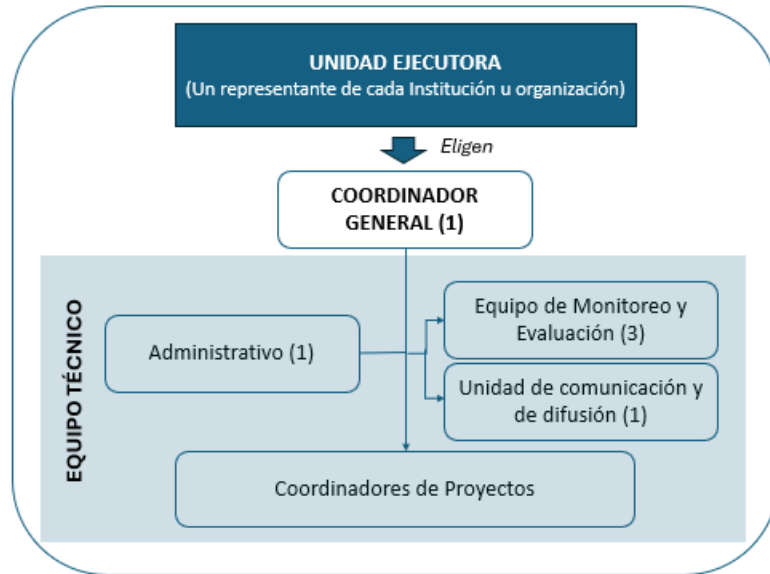 UNIDAD EJECUTORA
(Un representante de cada Institución u organización)
Eligen
COORDINADOR
GENERAL (1)
EQUIPO TÉCNICO
Administrativo (1)
Equipo de Monitoreo y
Evaluación (3)
Unidad de comunicación y
de difusión (1)
Coordinadores de Proyectos